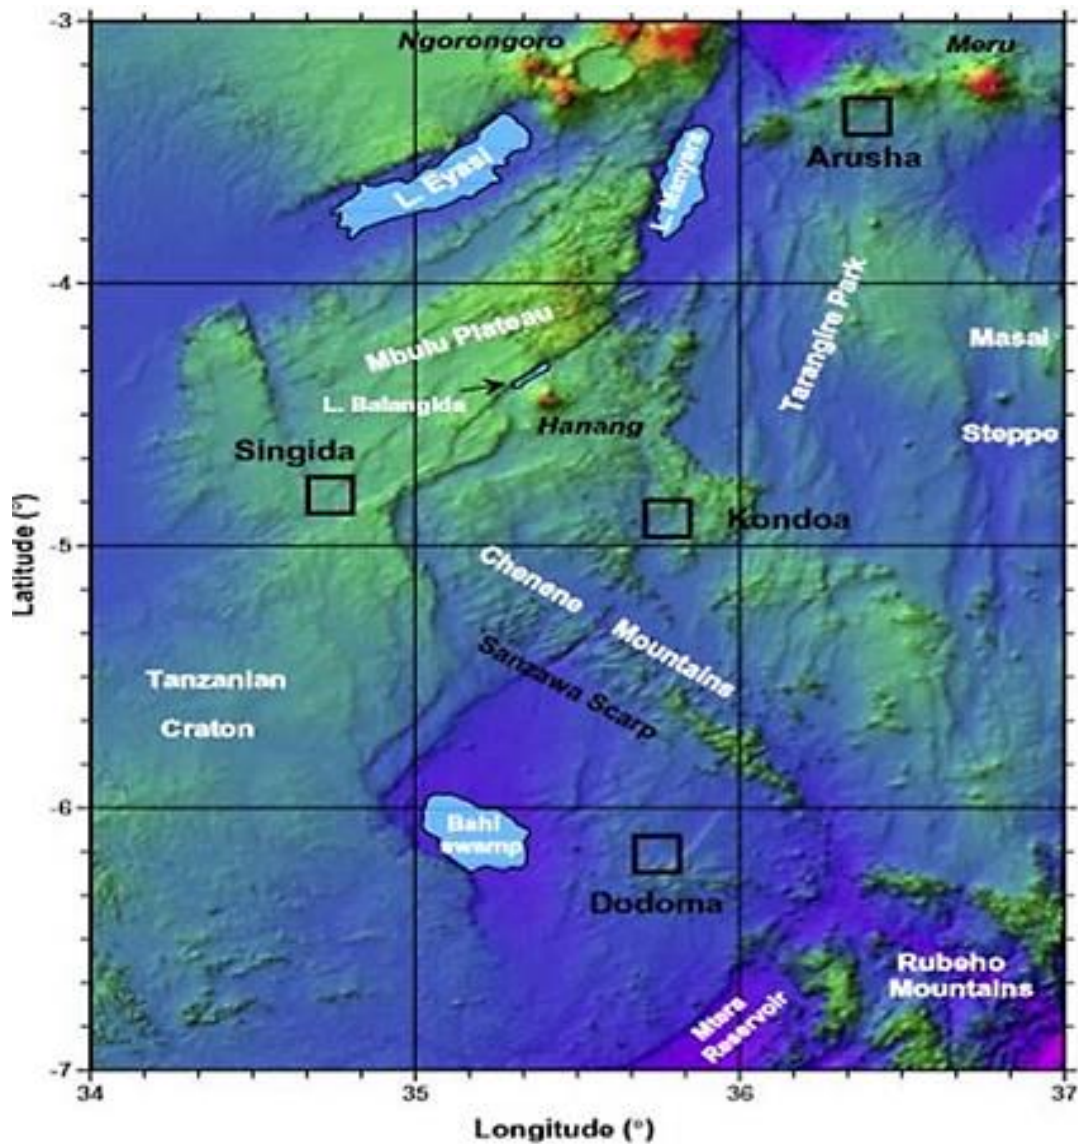 -3
Ngorongoro
Meru
Arusha
L. Eyasi
L. Manyara
-4
Mbulu Plateau
Tarangire Park
Masai
L. Balangida
Hanang
Steppe
Singida
Kondoa
-5
Latitude (°)
Chenene
Mountains
Sanzawa Scarp
Tanzanian
Craton
-6
Bahi
swamp
Dodoma
Rubeho
Mountains
Mtera
Reservoir
-7
34
35
36
37
Longitude (°)